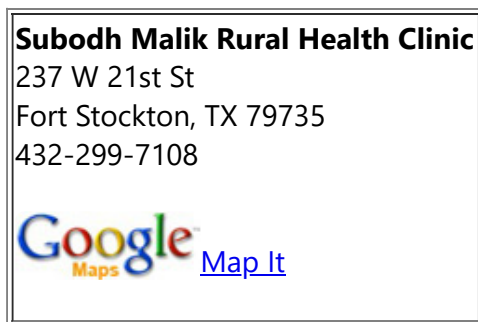 Subodh Malik Rural Health Clinic
237 W 21st St
Fort Stockton, TX 79735
432-299-7108
Google
Maps
Map It